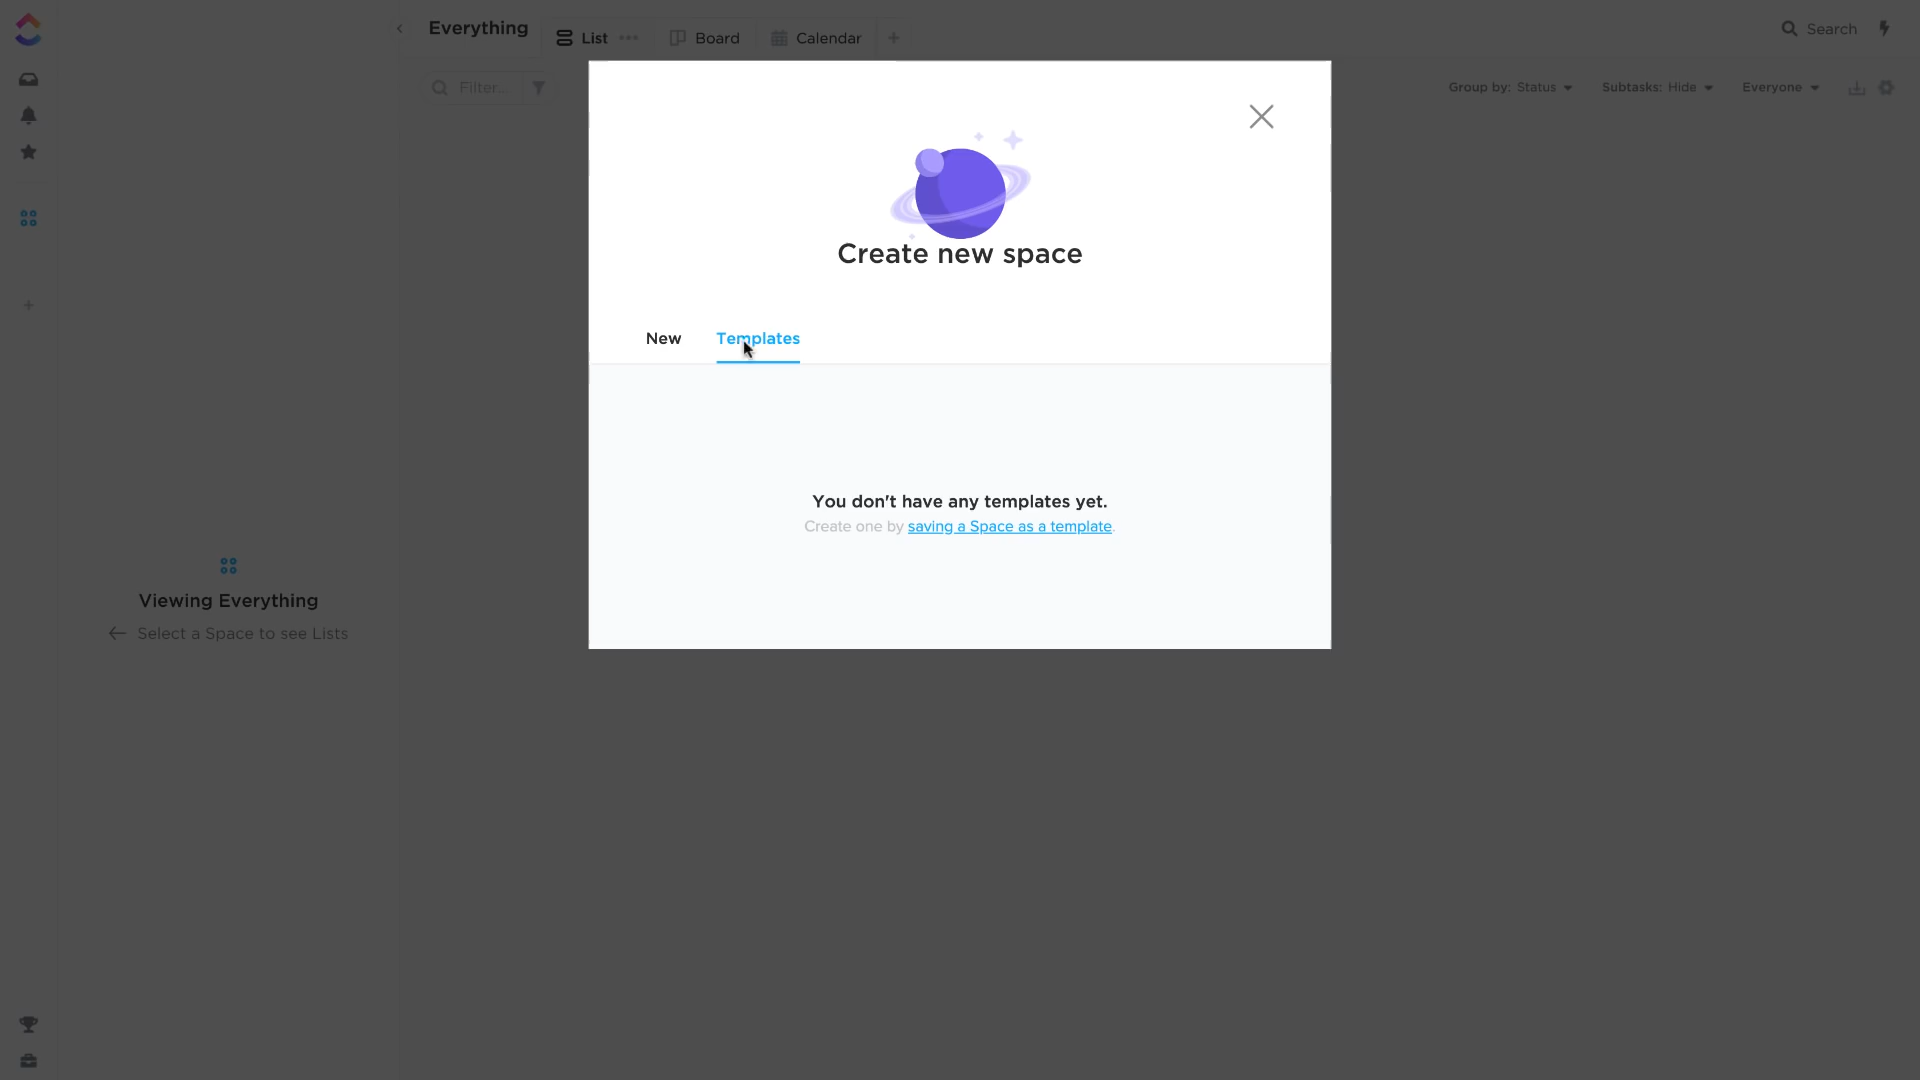 Everything
List
Board
Calendar
Search
Filter...
Group by: Status
Subtasks: Hide
Everyone
Create new space
New
Templates
You don't have any templates yet.
Create one by saving a Space as a template.
Viewing Everything
Select a Space to see Lists